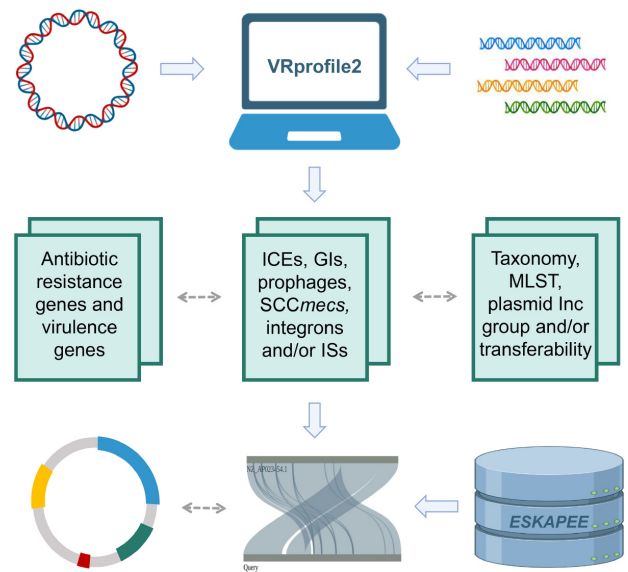 VRprofile2
Antibiotic
resistance
genes and
virulence
genes
ICEs, GIs,
prophages,
SCCmecs,
integrons
and/or ISs
Taxonomy,
MLST,
plasmid Inc
group and/or
transferability
Query
ESKAPEE